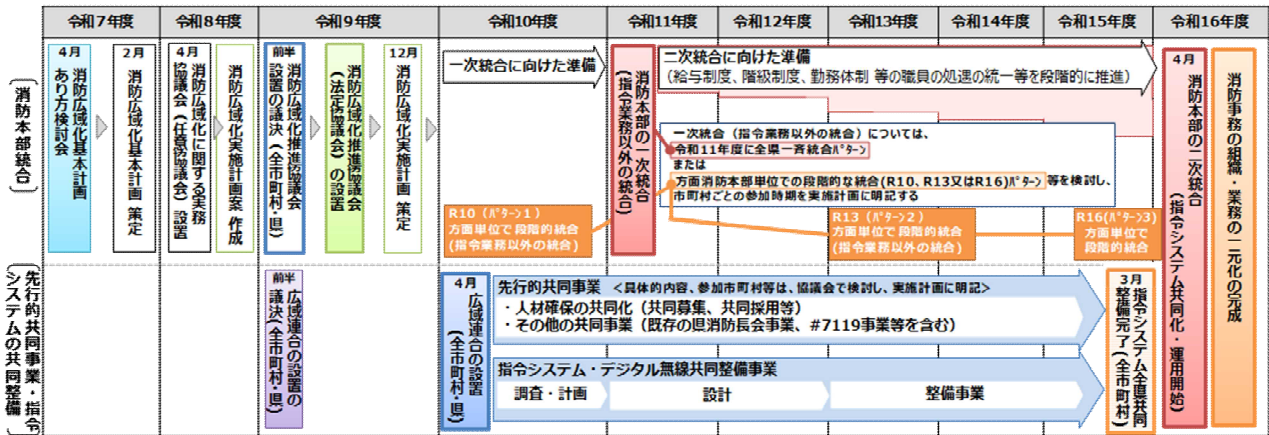 令和7年度
令和8年度
令和9年度
令和10年度
令和11年度
令和12年度
令和13年度
令和14年度
令和15年度
令和16年度
(消防本部統合)
4月
消防広域化基本計画
あり方検討会
2月
消防広域化基本計画 策定
4月
消防広域化に関する実務
協議会(任意協議会)設置
消防広域化実施計画案 作成
前半
消防広域化推進協議会
設置の議決(全市町村・県)
消防広域化推進協議会
(法定協議会)の設置
12月
消防広域化実施計画 策定
一次統合に向けた準備
消防本部の一次統合
(指令業務以外の統合)
二次統合に向けた準備
(給与制度、階級制度、勤務体制 等の職員の処遇の統一等を段階的に推進)
一次統合(指令業務以外の統合)については、
令和11年度に全県一斉統合パターン
または
方面消防本部単位での段階的な統合(R10、R13又はR16)パターン等を検討し、
市町村ごとの参加時期を実施計画に明記する
R10(パターン1)
方面単位で段階的統合
(指令業務以外の統合)
R13(パターン2)
方面単位で段階的統合
(指令業務以外の統合)
R16(パターン3)
方面単位で
段階的統合
4月
消防本部の二次統合
(指令システム共同化・運用開始)
消防事務の組織・業務の一元化の完成
(先行的共同事業・指令
システムの共同整備)
前半
広域連合の設置の
議決(全市町村・県)
4月
広域連合の設置
(全市町村・県)
先行的共同事業 <具体的内容、参加市町村等は、協議会で検討し、実施計画に明記>
・人材確保の共同化(共同募集、共同採用等)
・その他の共同事業(既存の県消防長会事業、#7119事業等を含む)
指令システム・デジタル無線共同整備事業
調査・計画
設計
整備事業
3月
指令システム全県共同
整備完了(全市町村)